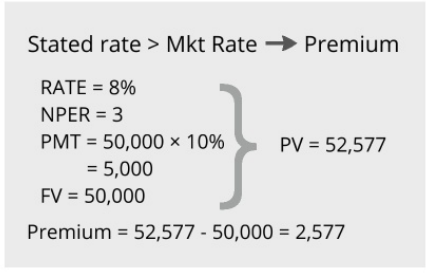 Stated rate > Mkt Rate → Premium
RATE = 8%
NPER = 3
PMT = 50,000 × 10%
= 5,000
FV = 50,000
PV = 52,577
Premium = 52,577 - 50,000 = 2,577